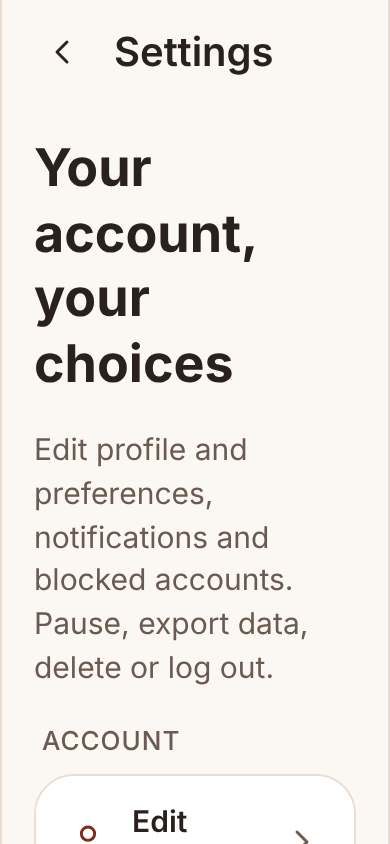 Settings
Your
account,
your
choices
Edit profile and
preferences,
notifications and
blocked accounts.
Pause, export data,
delete or log out.
ACCOUNT
Edit